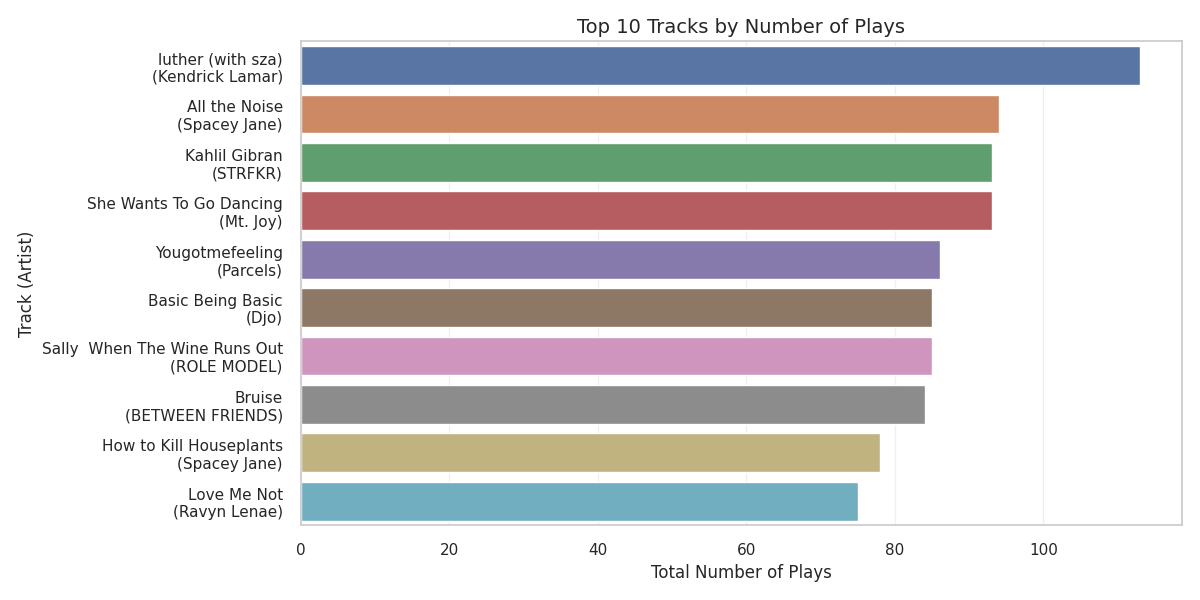 Top 10 Tracks by Number of Plays
Track (Artist)
luther (with sza)
(Kendrick Lamar)
All the Noise
(Spacey Jane)
Kahlil Gibran
(STRFKR)
She Wants To Go Dancing
(Mt. Joy)
Yougotmefeeling
(Parcels)
Basic Being Basic
(Djo)
Sally  When The Wine Runs Out
(ROLE MODEL)
Bruise
(BETWEEN FRIENDS)
How to Kill Houseplants
(Spacey Jane)
Love Me Not
(Ravyn Lenae)
0 20 40 60 80 100
Total Number of Plays